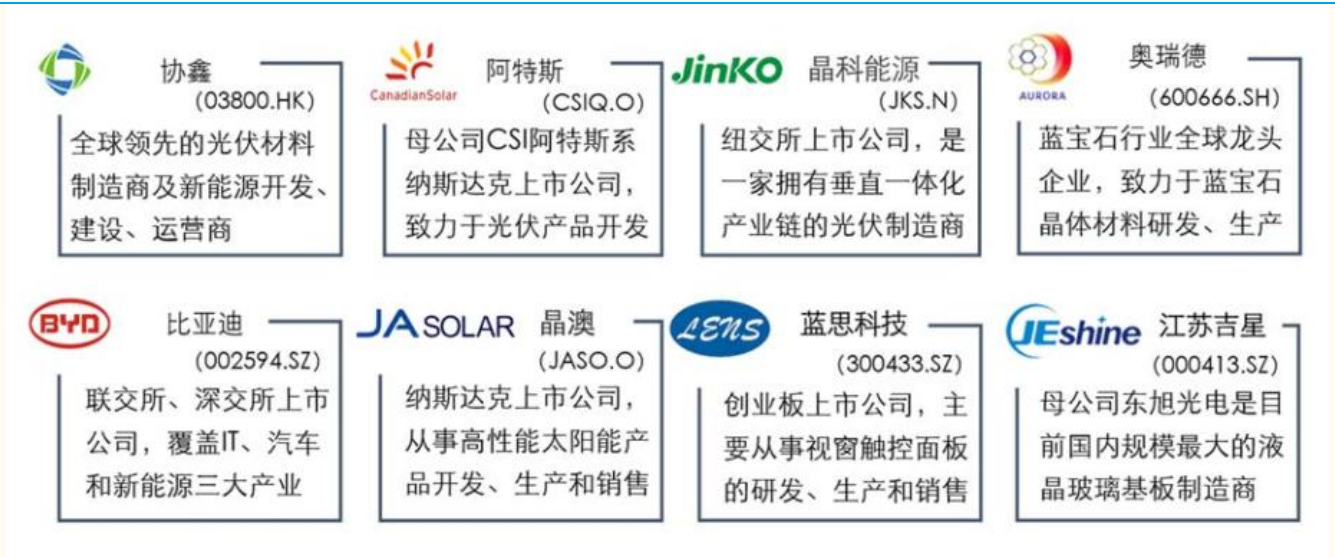 协鑫
(03800.HK)
全球领先的光伏材料
制造商及新能源开发、
建设、运营商
CanadianSolar
阿特斯
(CSIQ.O)
母公司CSI阿特斯系
纳斯达克上市公司，
致力于光伏产品开发
JinKO
晶科能源
(JKS.N)
纽交所上市公司，是
一家拥有垂直一体化
产业链的光伏制造商
AURORA
奥瑞德
(600666.SH)
蓝宝石行业全球龙头
企业，致力于蓝宝石
晶体材料研发、生产
BYD
比亚迪
(002594.SZ)
联交所、深交所上市
公司，覆盖IT、汽车
和新能源三大产业
JA SOLAR
晶澳
(JASO.O)
纳斯达克上市公司，
从事高性能太阳能产
品开发、生产和销售
LENS
蓝思科技
(300433.SZ)
创业板上市公司，主
要从事视窗触控面板
的研发、生产和销售
JEshine
江苏吉星
(000413.SZ)
母公司东旭光电是目
前国内规模最大的液
晶玻璃基板制造商